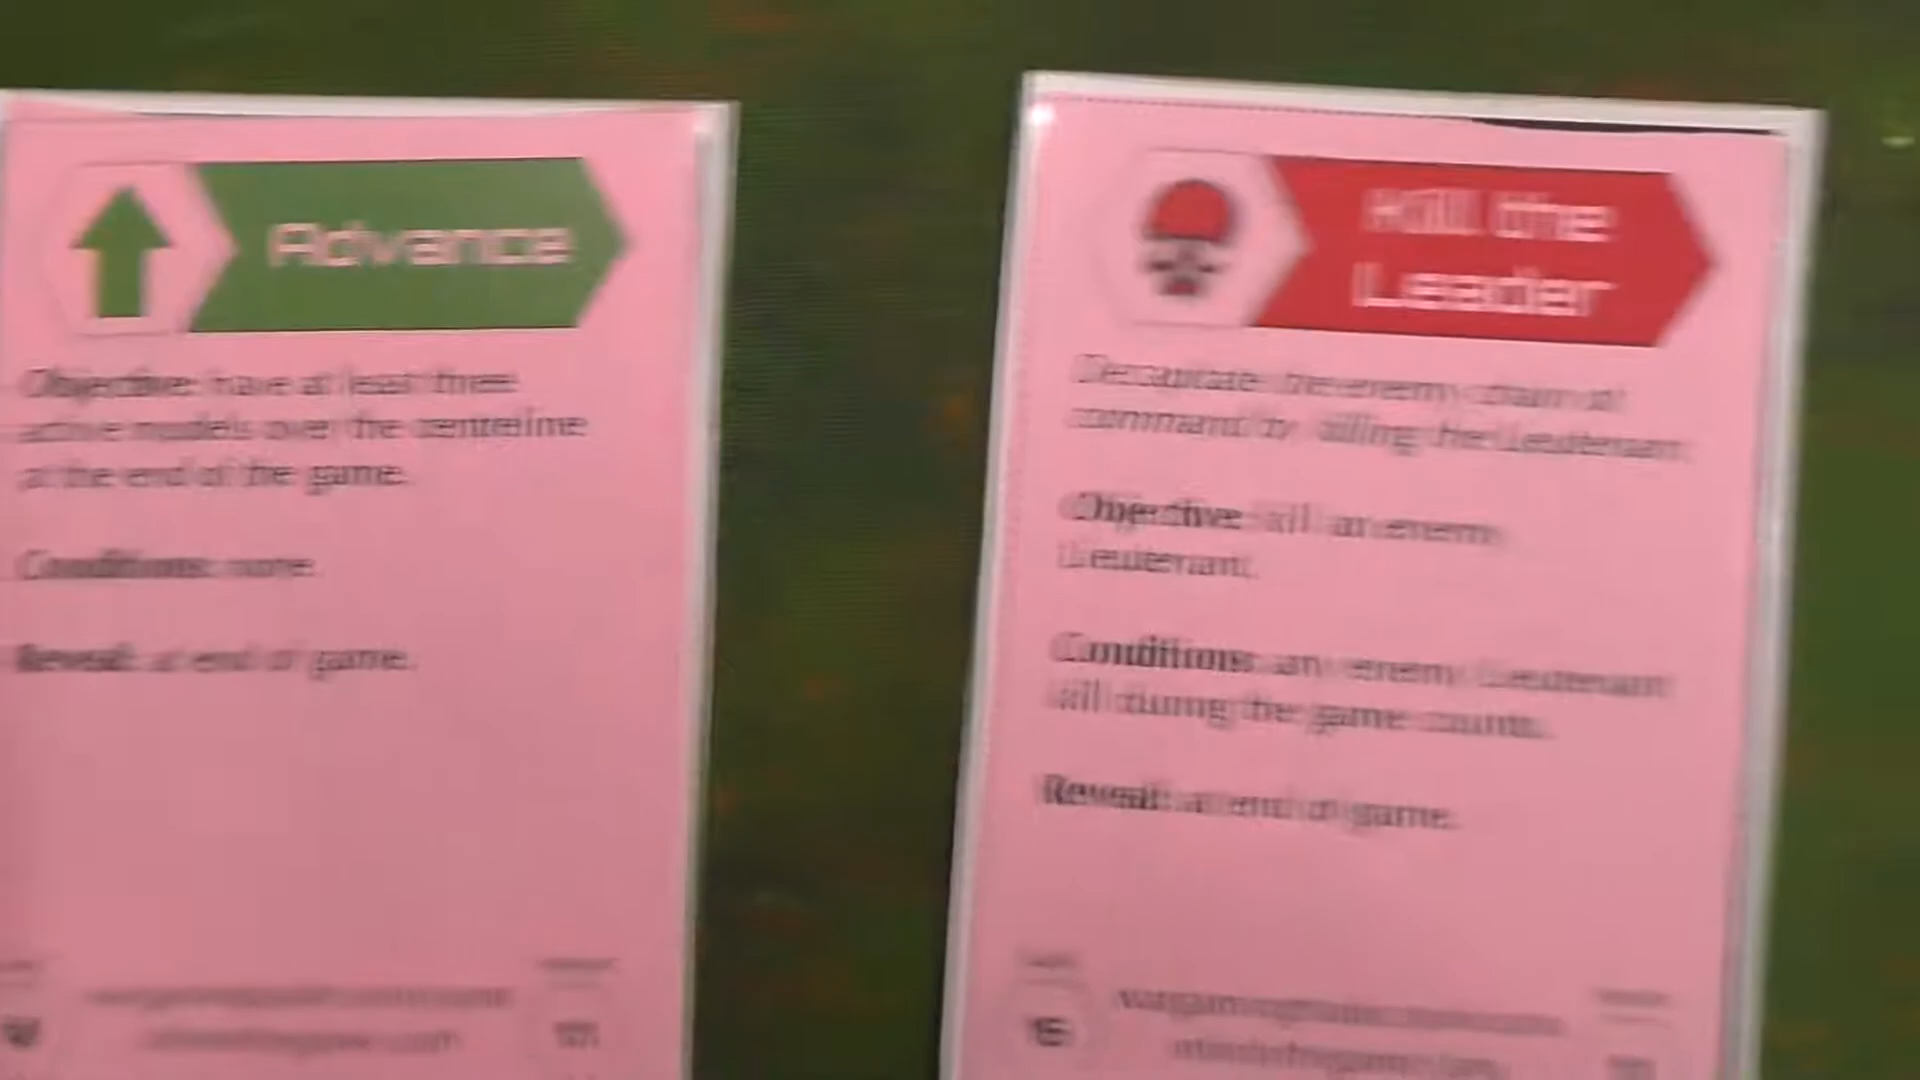 Advance
Objective: have at least three
active models over the centreline
at the end of the game.
Conditions: none.
Reveal: at end of game.
Kill the
Leader
Decapitate the enemy chain of
command by killing the Lieutenant.
Objective: kill an enemy
Lieutenant.
Conditions: any enemy Lieutenant
kill during the game counts.
Reveal: at end of game.